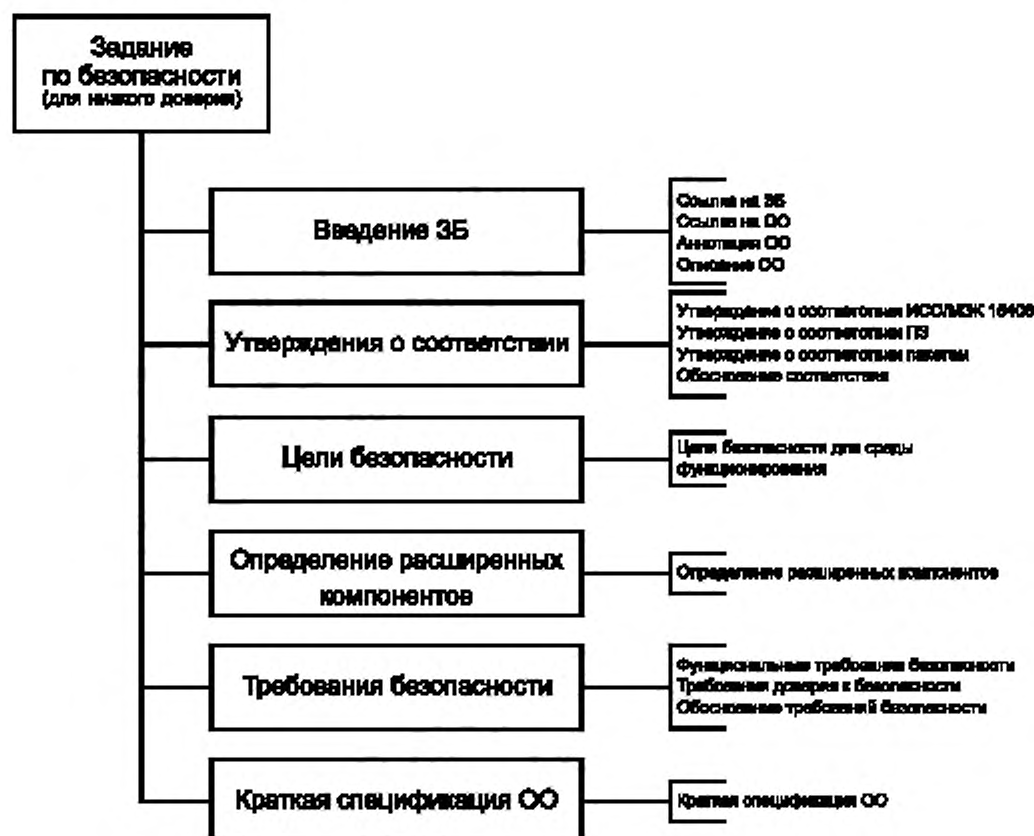 Задание
по безопасности
(для низкого доверия)
Введение ЗБ
Ссылка на ЗБ
Ссылка на ОО
Аннотация ОО
Описание ОО
Утверждения о соответствии
Утверждение о соответствии ИСО/МЭК 15408
Утверждение о соответствии ПЗ
Утверждение о соответствии пакетам
Обоснование соответствия
Цели безопасности
Цели безопасности для среды
функционирования
Определение расширенных
компонентов
Определение расширенных компонентов
Требования безопасности
Функциональные требования безопасности
Требования доверия к безопасности
Обоснование требований безопасности
Краткая спецификация ОО
Краткая спецификация ОО